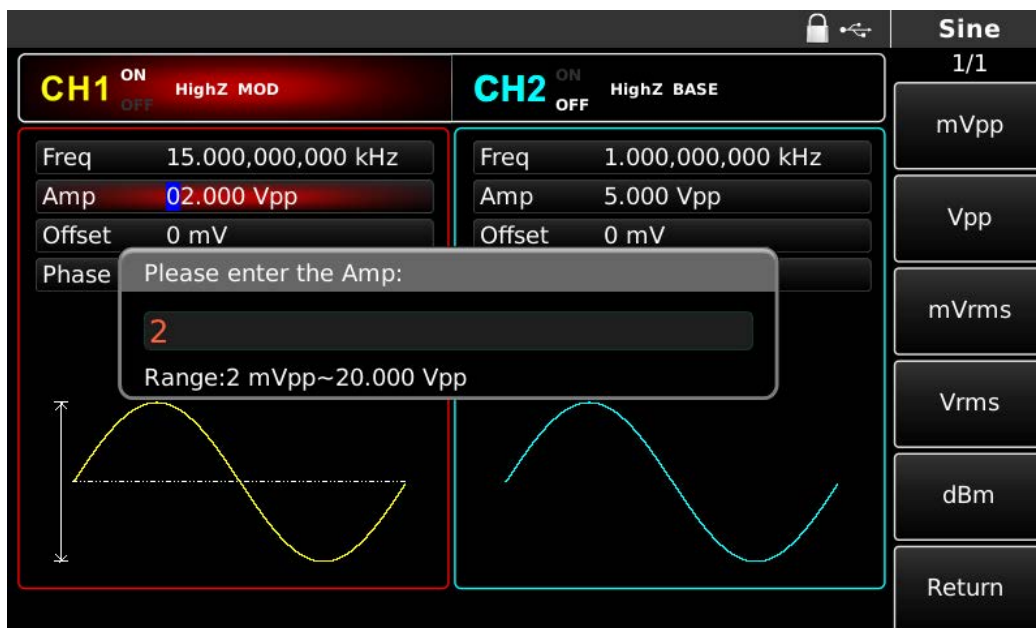 Sine
1/1
CH1 ON OFF HighZ MOD
CH2 ON OFF HighZ BASE
mVpp
Freq 15.000,000,000 kHz
Freq 1.000,000,000 kHz
Amp 02.000 Vpp
Amp 5.000 Vpp
Vpp
Offset 0 mV
Offset 0 mV
Phase
Please enter the Amp:
mVrms
2
Range:2 mVpp~20.000 Vpp
Vrms
dBm
Return